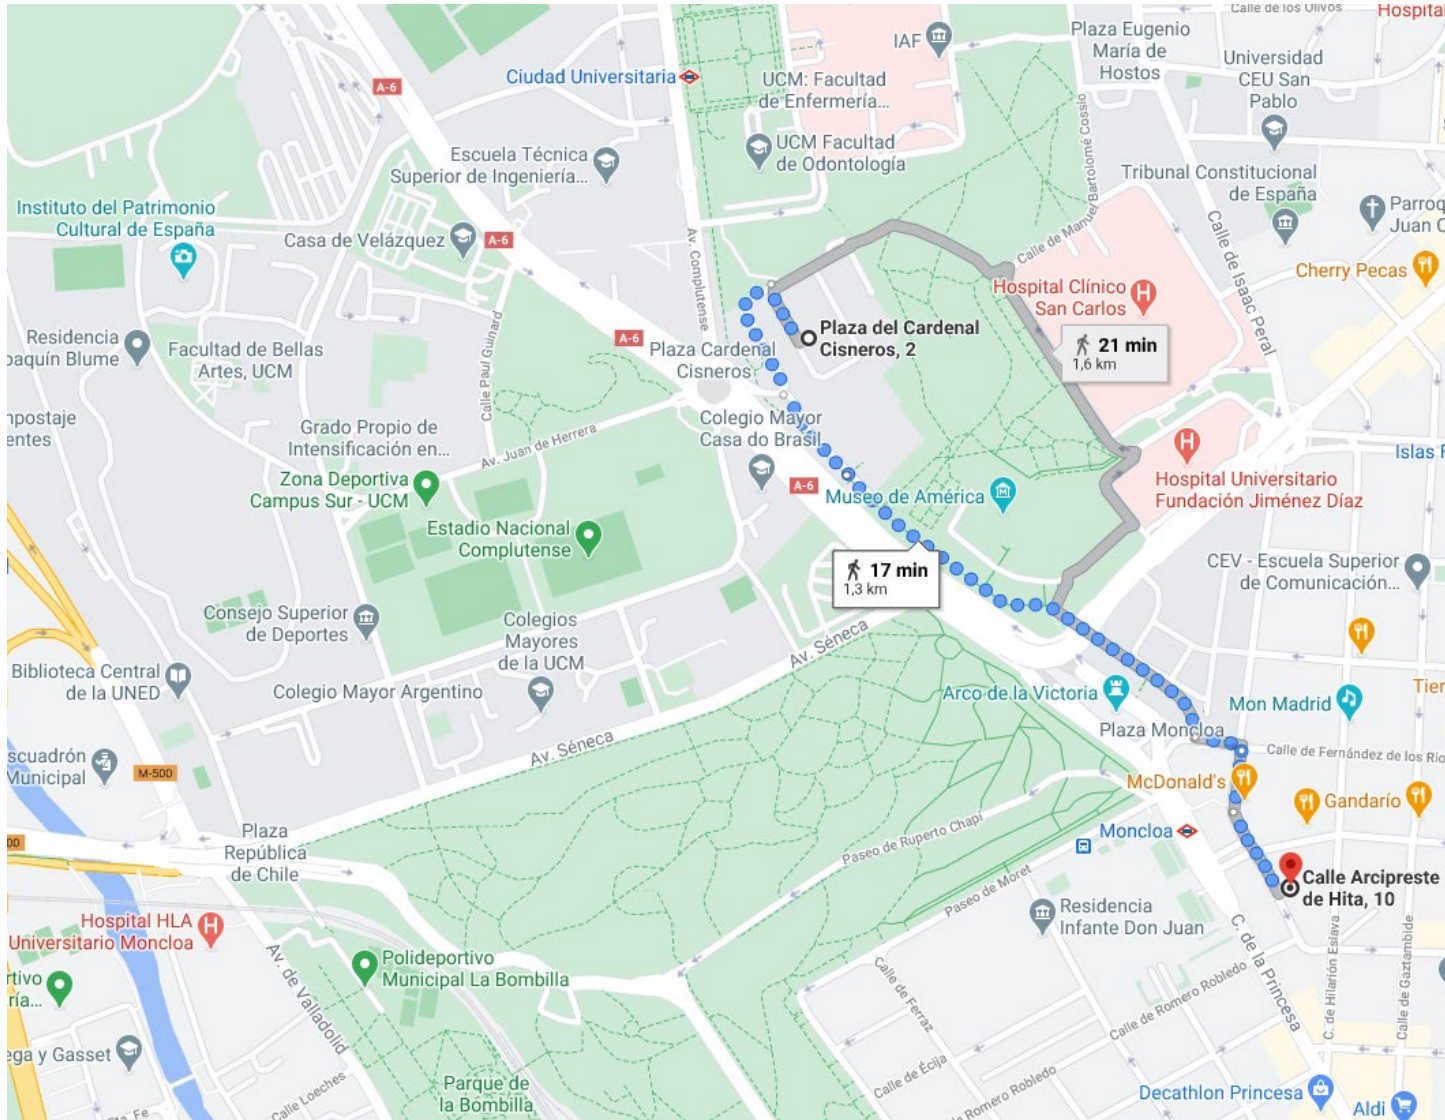 Calle de los Olivos
Hospital
IAF
Plaza Eugenio
María de
Hostos
Universidad
CEU San
Pablo
Ciudad Universitaria
UCM: Facultad
de Enfermería...
A-6
UCM Facultad
de Odontología
Escuela Técnica
Superior de Ingeniería...
Calle de Manuel Bartolomé Cossío
Tribunal Constitucional
de España
Parroq
Juan C
Instituto del Patrimonio
Cultural de España
Casa de Velázquez
A-6
Av. Complutense
Calle de Isaac Peral
Cherry Pecas
Hospital Clínico
San Carlos
Residencia
oaquín Blume
Facultad de Bellas
Artes, UCM
Calle Paul Guinard
A-6
Plaza Cardenal
Cisneros
Plaza del Cardenal
Cisneros, 2
21 min
1,6 km
mpostaje
entes
Grado Propio de
Intensificación en...
Av. Juan de Herrera
Colegio Mayor
Casa do Brasil
Islas F
Zona Deportiva
Campus Sur - UCM
A-6
Museo de América
Hospital Universitario
Fundación Jiménez Díaz
Estadio Nacional
Complutense
17 min
1,3 km
CEV - Escuela Superior
de Comunicación...
Consejo Superior
de Deportes
Colegios
Mayores
de la UCM
Av. Séneca
Biblioteca Central
de la UNED
Colegio Mayor Argentino
Arco de la Victoria
Mon Madrid
Tier
Plaza Moncloa
Av. Séneca
Calle de Fernández de los Río
scuadrón
Municipal
M-500
McDonald's
Gandarío
00
Plaza
República
de Chile
Paseo de Ruperto Chapí
Moncloa
Paseo de Moret
Calle Arcipreste
de Hita, 10
Hospital HLA
Universitario Moncloa
Residencia
Infante Don Juan
Av. de Valladolid
Polideportivo
Municipal La Bombilla
rtivo
ría...
C. de la Princesa
C. de Hilarión Eslava
Calle de Gaztambide
Calle de Ferraz
Calle de Romero Robledo
ega y Gasset
Calle Loeches
Parque de
la Bombilla
Calle de Écija
de Romero Robledo
Decathlon Princesa
Aldi
Sta. Fe